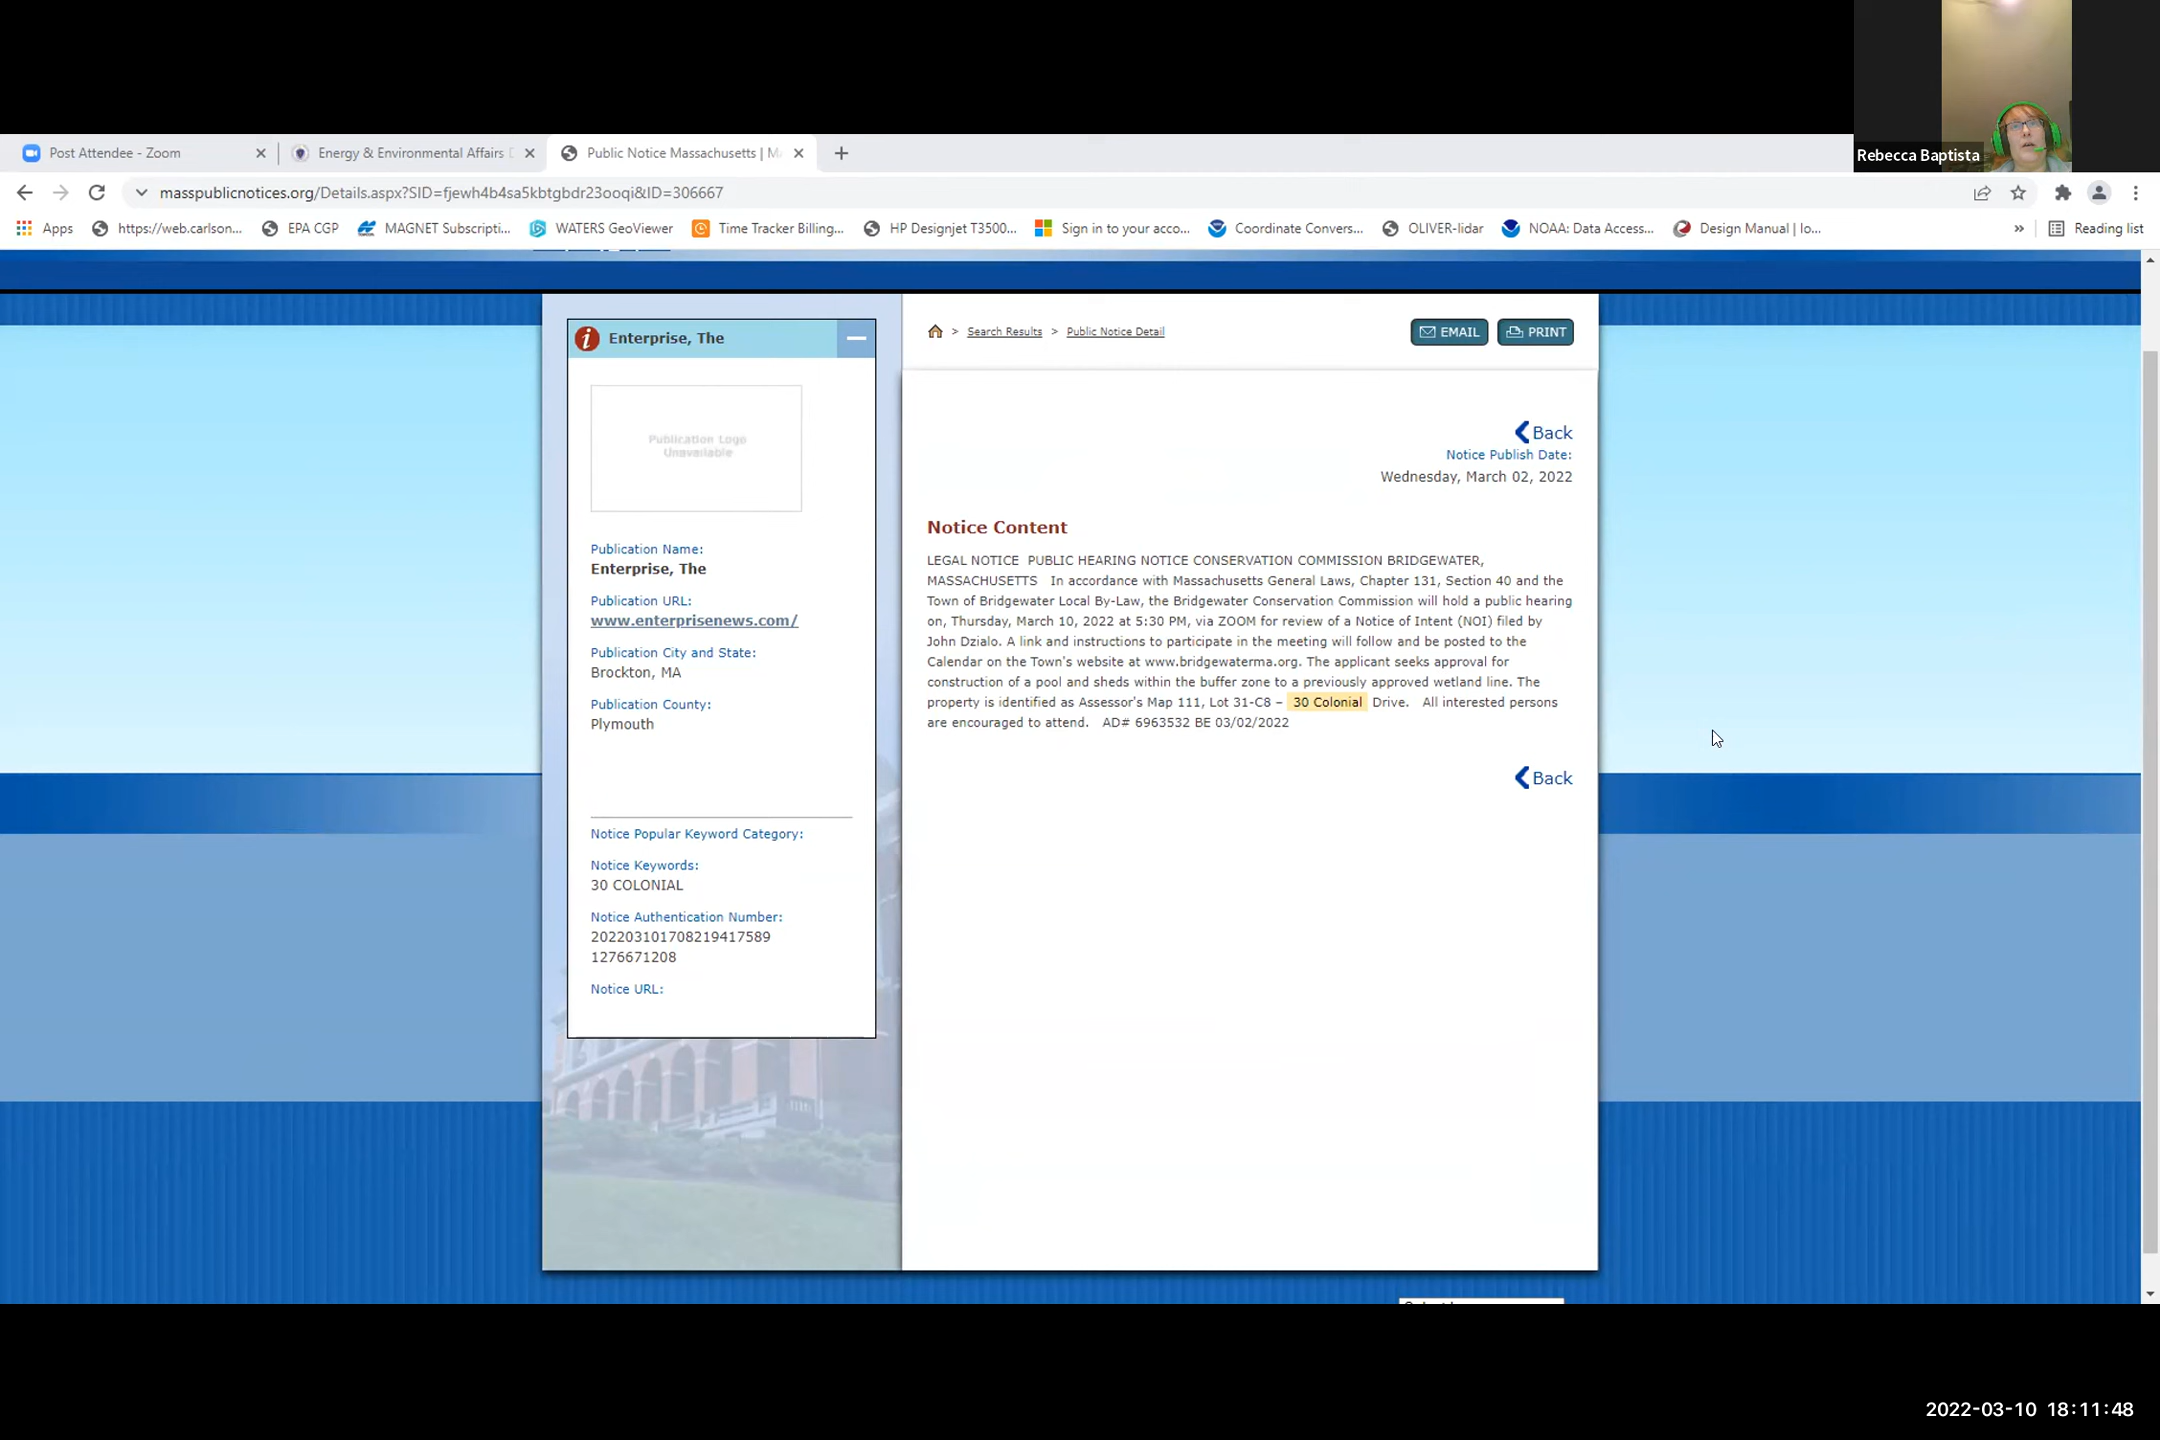 Rebecca Baptista
Post Attendee - Zoom
Energy & Environmental Affairs
Public Notice Massachusetts |
masspublicnotices.org/Details.aspx?SID=fjewh4b4sa5kbtgbdr23ooqi&ID=306667
Apps
https://web.carlson...
EPA CGP
MAGNET Subscripti...
WATERS GeoViewer
Time Tracker Billing...
HP Designjet T3500...
Sign in to your acco...
Coordinate Convers...
OLIVER-lidar
NOAA: Data Access...
Design Manual | lo...
»
Reading list
Enterprise, The
Publication Logo
Unavailable
Publication Name:
Enterprise, The
Publication URL:
www.enterprisenews.com/
Publication City and State:
Brockton, MA
Publication County:
Plymouth
Notice Popular Keyword Category:
Notice Keywords:
30 COLONIAL
Notice Authentication Number:
202203101708219417589
1276671208
Notice URL:
> Search Results > Public Notice Detail
EMAIL
PRINT
Back
Notice Publish Date:
Wednesday, March 02, 2022
Notice Content
LEGAL NOTICE PUBLIC HEARING NOTICE CONSERVATION COMMISSION BRIDGEWATER,
MASSACHUSETTS In accordance with Massachusetts General Laws, Chapter 131, Section 40 and the
Town of Bridgewater Local By-Law, the Bridgewater Conservation Commission will hold a public hearing
on, Thursday, March 10, 2022 at 5:30 PM, via ZOOM for review of a Notice of Intent (NOI) filed by
John Dzialo. A link and instructions to participate in the meeting will follow and be posted to the
Calendar on the Town's website at www.bridgewaterma.org. The applicant seeks approval for
construction of a pool and sheds within the buffer zone to a previously approved wetland line. The
property is identified as Assessor's Map 111, Lot 31-C8 – 30 Colonial Drive. All interested persons
are encouraged to attend. AD# 6963532 BE 03/02/2022
Back
2022-03-10 18:11:48